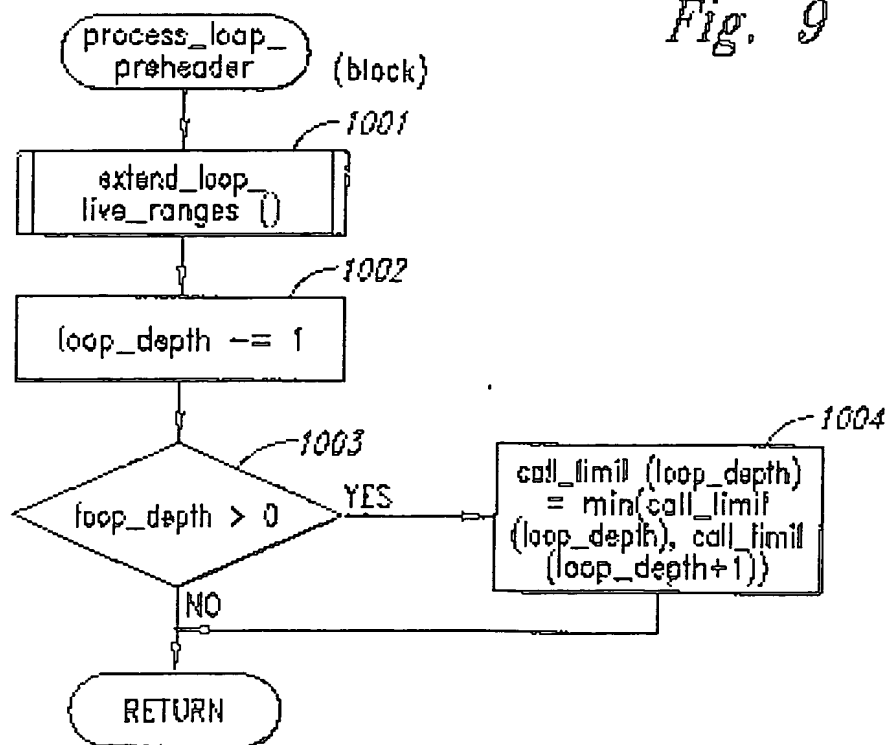 Fig. 9
process_loop_
preheader
(block)
1001
extend_loop_
live_ranges ()
1002
loop_depth -= 1
1003
loop_depth > 0
YES
1004
call_limit (loop_depth)
= min(call_limit
(loop_depth), call_limit
(loop_depth+1))
NO
RETURN